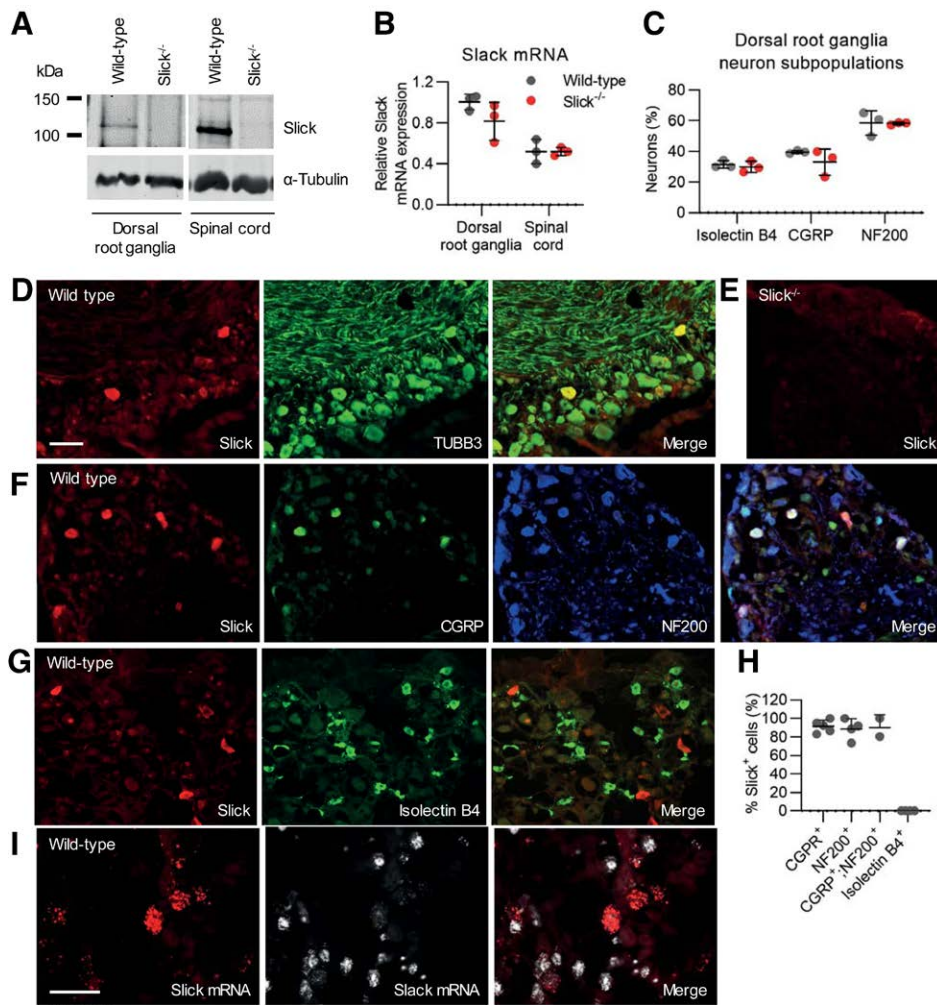 A
Wild-type
Slick-/-
Wild-type
Slick-/-
kDa
150
100
Slick
α-Tubulin
Dorsal
root ganglia
Spinal cord
B
Slack mRNA
Wild-type
Slick-/-
Relative Slack
mRNA expression
1.2
0.8
0.4
0.0
Dorsal
root ganglia
Spinal
cord
C
Dorsal root ganglia
neuron subpopulations
Neurons (%)
80
60
40
20
0
Isolectin B4
CGRP
NF200
D
Wild type
Slick
TUBB3
Merge
E
Slick-/-
Slick
F
Wild type
Slick
CGRP
NF200
Merge
G
Wild-type
Slick
Isolectin B4
Merge
H
% Slick+ cells (%)
120
100
80
60
40
20
0
CGPR+
NF200+
CGRP+;NF200+
Isolectin B4+
I
Wild-type
Slick mRNA
Slack mRNA
Merge